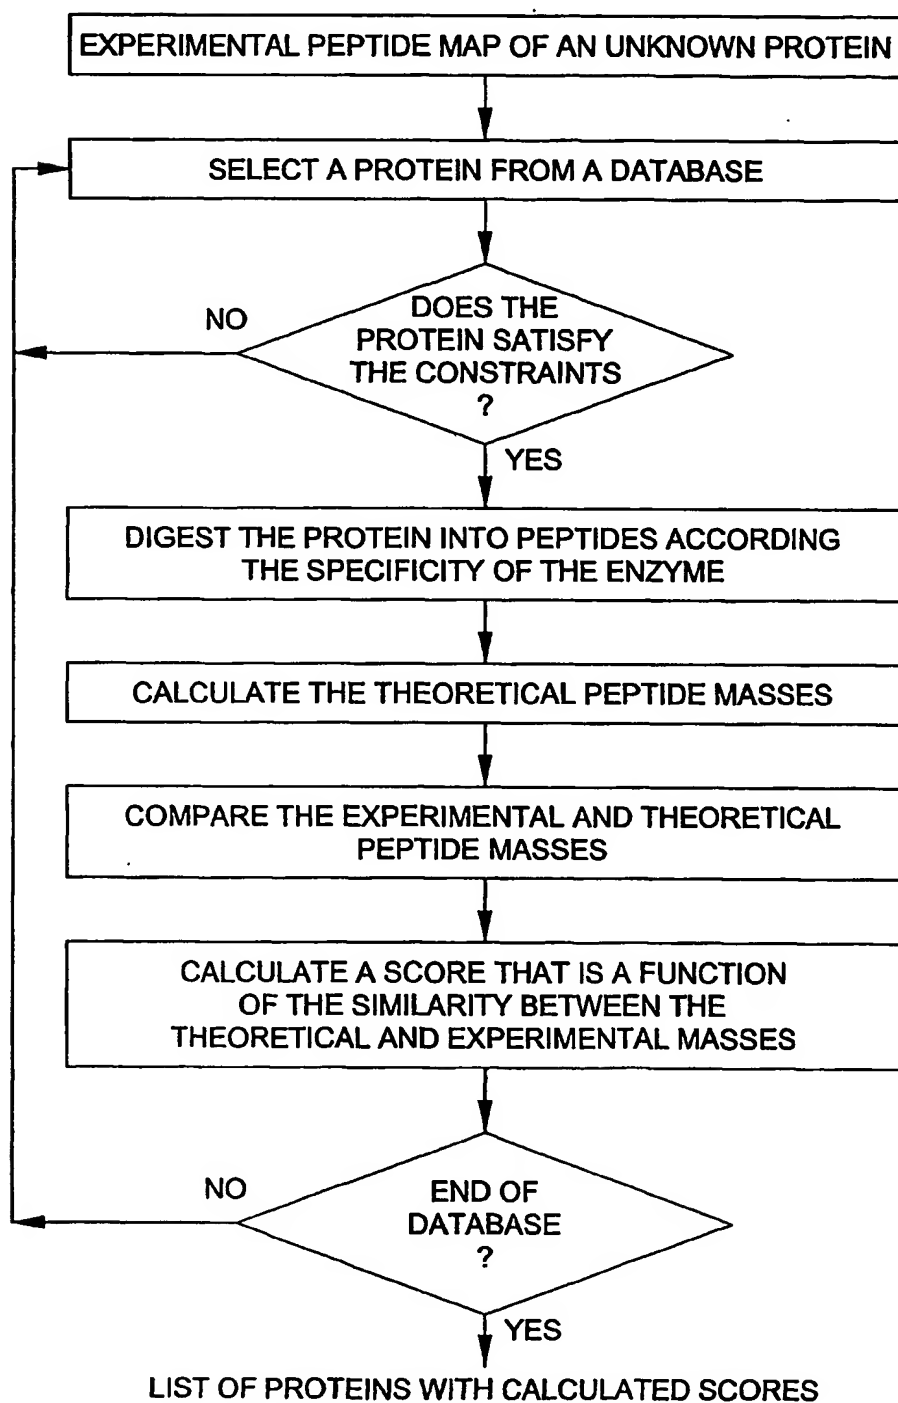 EXPERIMENTAL PEPTIDE MAP OF AN UNKNOWN PROTEIN
SELECT A PROTEIN FROM A DATABASE
NO
DOES THE
PROTEIN SATISFY
THE CONSTRAINTS
?
YES
DIGEST THE PROTEIN INTO PEPTIDES ACCORDING
THE SPECIFICITY OF THE ENZYME
CALCULATE THE THEORETICAL PEPTIDE MASSES
COMPARE THE EXPERIMENTAL AND THEORETICAL
PEPTIDE MASSES
CALCULATE A SCORE THAT IS A FUNCTION
OF THE SIMILARITY BETWEEN THE
THEORETICAL AND EXPERIMENTAL MASSES
NO
END OF
DATABASE
?
YES
LIST OF PROTEINS WITH CALCULATED SCORES